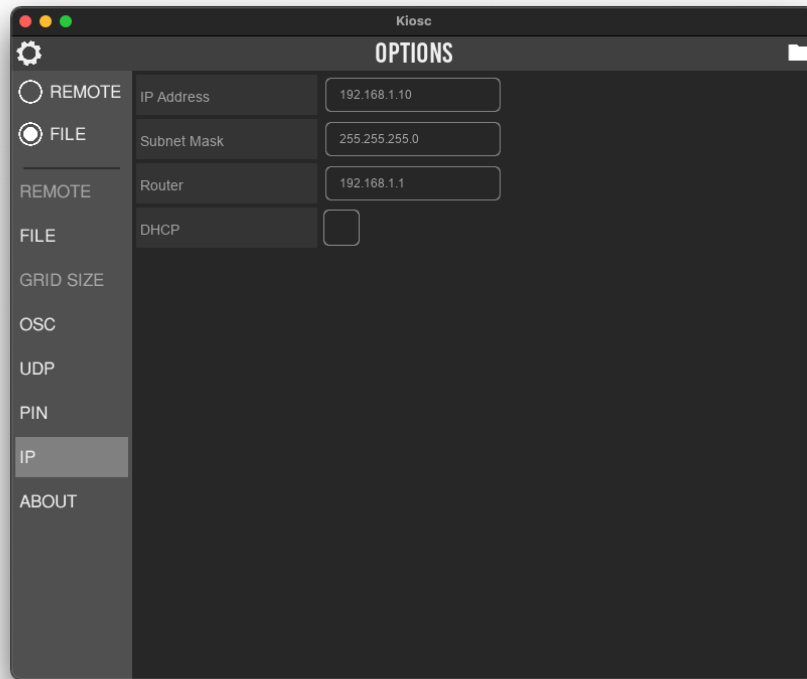 Kiosc
OPTIONS
REMOTE
FILE
REMOTE
FILE
GRID SIZE
OSC
UDP
PIN
IP
ABOUT
IP Address 192.168.1.10
Subnet Mask 255.255.255.0
Router 192.168.1.1
DHCP